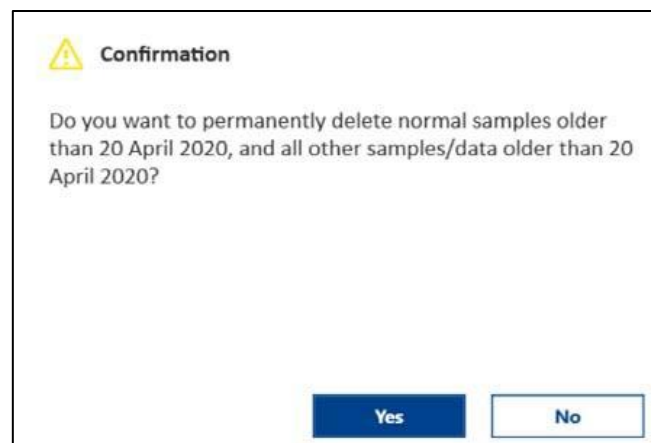 Confirmation
Do you want to permanently delete normal samples older
than 20 April 2020, and all other samples/data older than 20
April 2020?
Yes
No